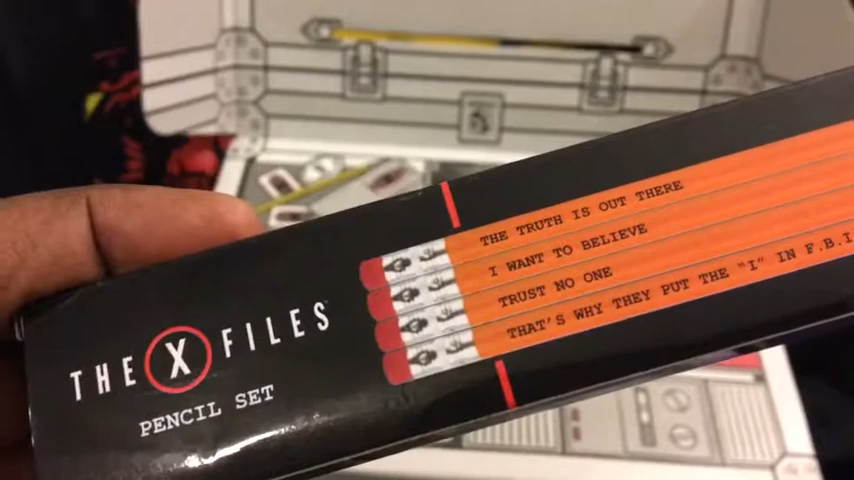 THE X FILES
PENCIL SET
THE TRUTH IS OUT THERE
I WANT TO BELIEVE
TRUST NO ONE
THAT'S WHY THEY PUT THE "I" IN F.B.I